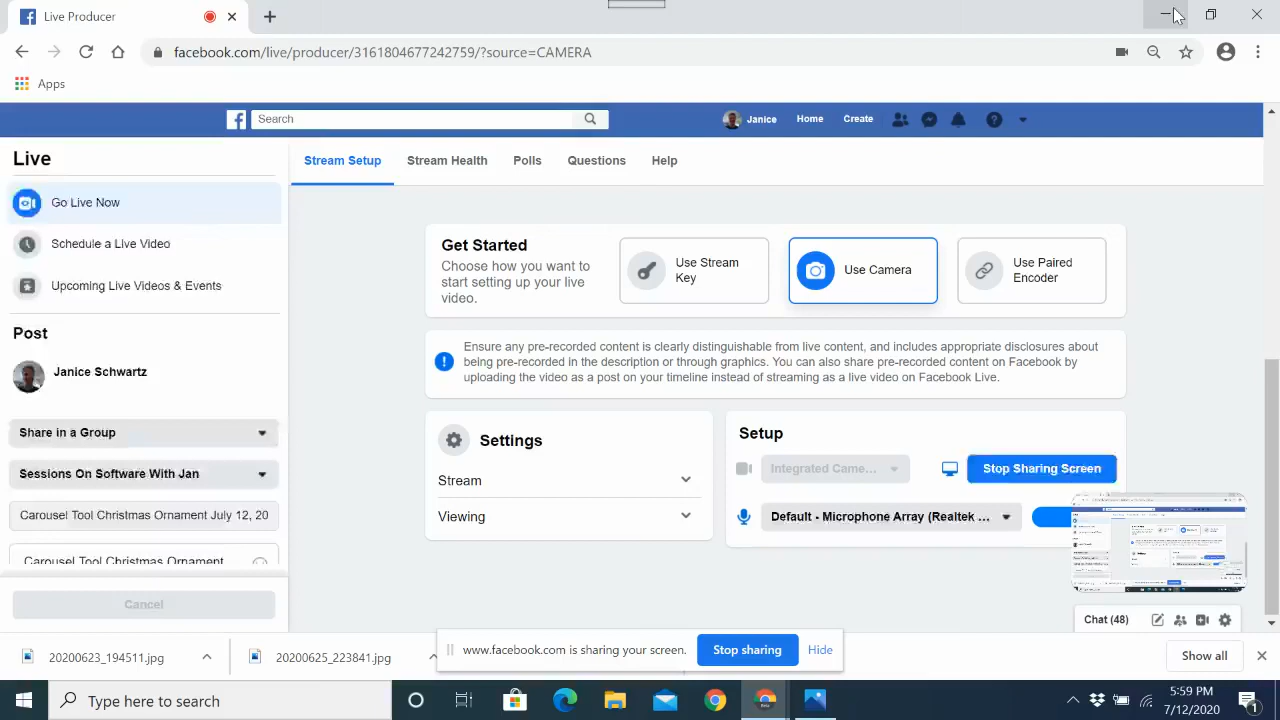 Live Producer
facebook.com/live/producer/3161804677242759/?source=CAMERA
Apps
Search
Janice
Home
Create
Live
Go Live Now
Schedule a Live Video
Upcoming Live Videos & Events
Post
Janice Schwartz
Share in a Group
Sessions On Software With Jan
Carousel Tool Christmas Ornament July 12, 20
Carousel Tool Christmas Ornament
Cancel
Stream Setup
Stream Health
Polls
Questions
Help
Get Started
Choose how you want to
start setting up your live
video.
Use Stream
Key
Use Camera
Use Paired
Encoder
Ensure any pre-recorded content is clearly distinguishable from live content, and includes appropriate disclosures about
being pre-recorded in the description or through graphics. You can also share pre-recorded content on Facebook by
uploading the video as a post on your timeline instead of streaming as a live video on Facebook Live.
Settings
Stream
Viewing
Setup
Integrated Came...
Stop Sharing Screen
Default - Microphone Array (Realtek ...
Chat (48)
20200623_194511.jpg
20200625_223841.jpg
www.facebook.com is sharing your screen.
Stop sharing
Hide
Show all
Type here to search
5:59 PM
7/12/2020
1